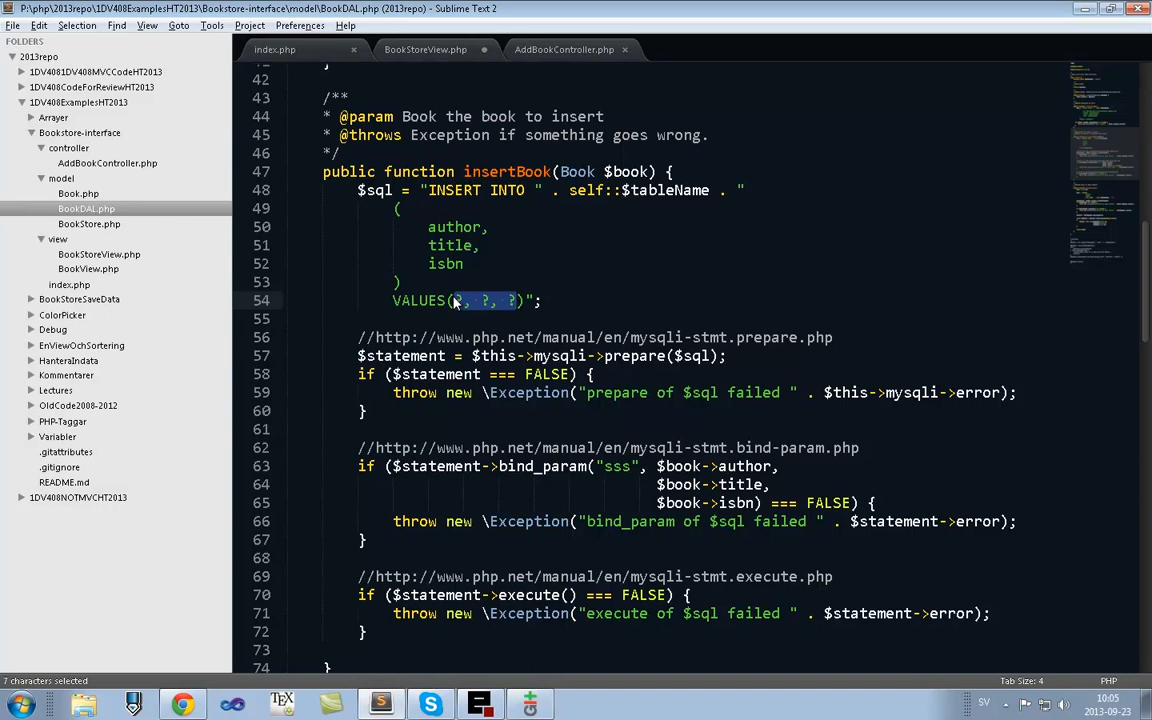 P:\php\2013repo\1DV408ExamplesHT2013\Bookstore-interface\model\BookDAL.php (2013repo) - Sublime Text 2
File Edit Selection Find View Goto Tools Project Preferences Help
FOLDERS
2013repo
1DV4081DV408MVCCodeHT2013
1DV408CodeForReviewHT2013
1DV408ExamplesHT2013
Arrayer
Bookstore-interface
controller
AddBookController.php
model
Book.php
BookDAL.php
BookStore.php
view
BookStoreView.php
BookView.php
index.php
BookStoreSaveData
ColorPicker
Debug
EnViewOchSortering
HanteraIndata
Kommentarer
Lectures
OldCode2008-2012
PHP-Taggar
Variabler
.gitattributes
.gitignore
README.md
1DV408NOTMVCHT2013
index.php × BookStoreView.php AddBookController.php ×
}
42
43 /**
44 * @param Book the book to insert
45 * @throws Exception if something goes wrong.
46 */
47 public function insertBook(Book $book) {
48 $sql = "INSERT INTO " . self::$tableName . "
49 (
50 author,
51 title,
52 isbn
53 )
54 VALUES(?, ?, ?)";
55
56 //http://www.php.net/manual/en/mysqli-stmt.prepare.php
57 $statement = $this->mysqli->prepare($sql);
58 if ($statement === FALSE) {
59 throw new \Exception("prepare of $sql failed " . $this->mysqli->error);
60 }
61
62 //http://www.php.net/manual/en/mysqli-stmt.bind-param.php
63 if ($statement->bind_param("sss", $book->author,
64 $book->title,
65 $book->isbn) === FALSE) {
66 throw new \Exception("bind_param of $sql failed " . $statement->error);
67 }
68
69 //http://www.php.net/manual/en/mysqli-stmt.execute.php
70 if ($statement->execute() === FALSE) {
71 throw new \Exception("execute of $sql failed " . $statement->error);
72 }
73
74 }
7 characters selected Tab Size: 4 PHP
TEX SV 10:05
2013-09-23